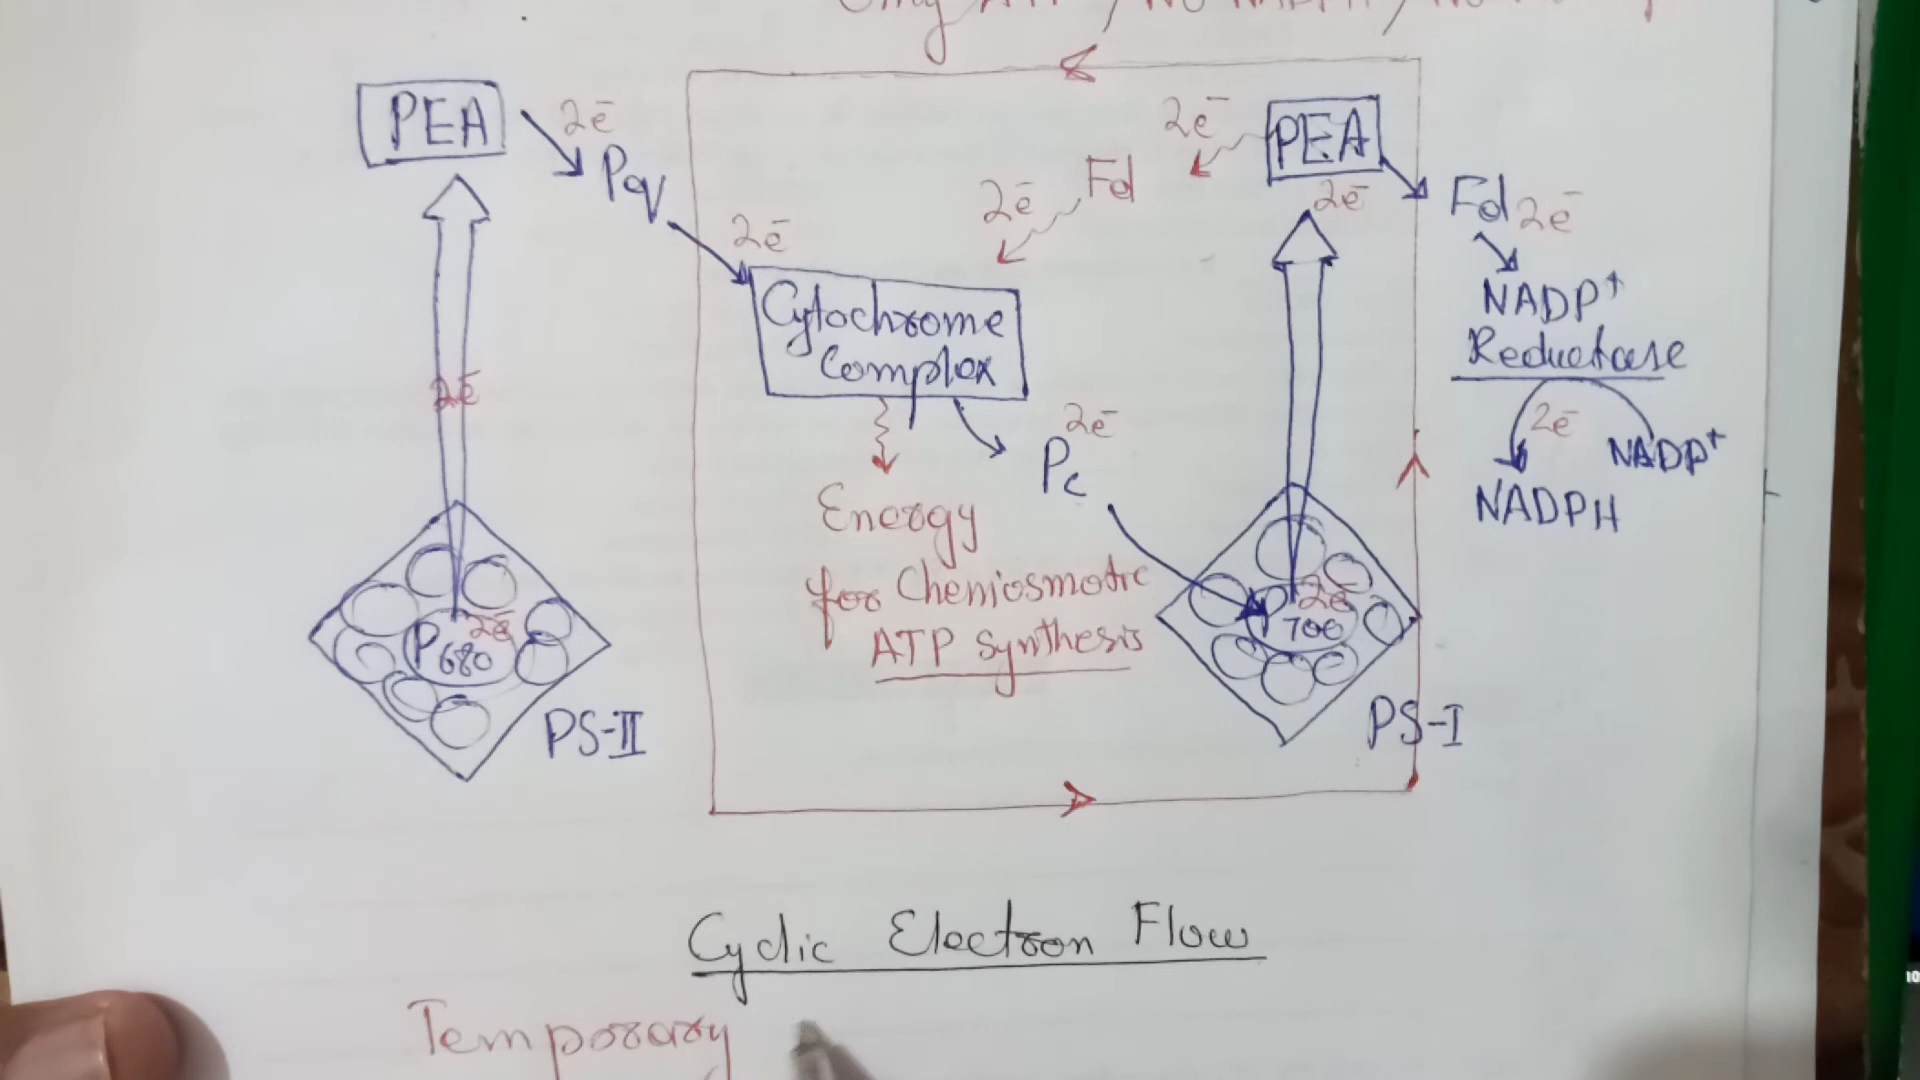 PEA
2e⁻
Pq
2e⁻
Cytochrome
Complex
2e⁻
Fd
2e⁻
PEA
2e⁻
Fd 2e⁻
NADP⁺
Reductase
2e⁻
NADP⁺
NADPH
2e⁻
2e⁻
Pc
Energy
for Chemiosmotic
ATP Synthesis
2e⁻
P680
PS-II
2e⁻
P700
PS-I
Cyclic Electron Flow
Temporary